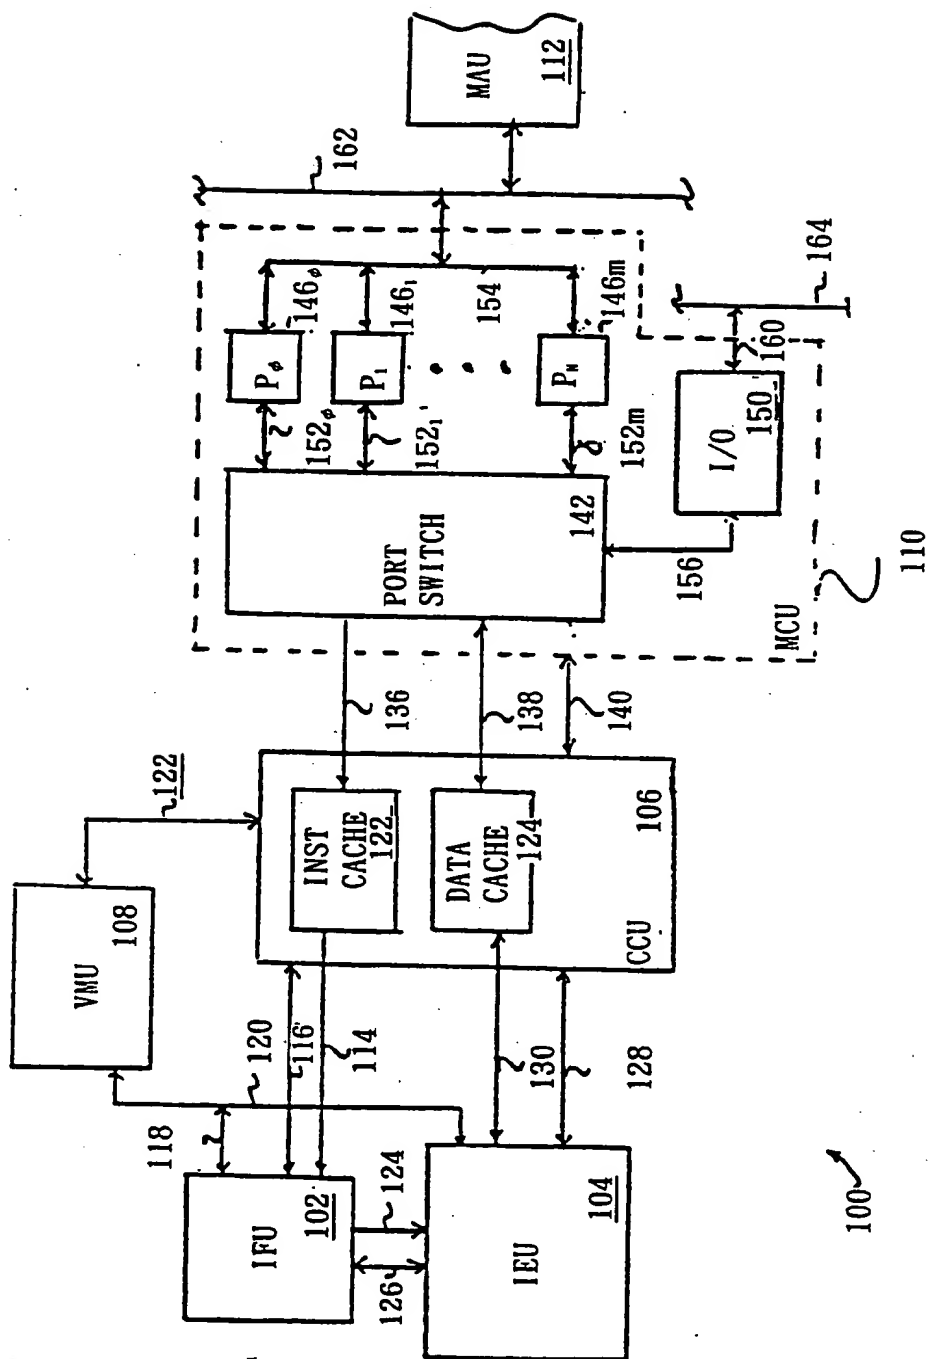 MAU
112
162
146φ
146₁
154
146m
164
Pφ
P₁
PN
160
152φ
152₁
152m
I/O
150
PORT
SWITCH
142
156
MCU
110
136
138
140
122
INST
CACHE
122
DATA
CACHE
124
106
CCU
VMU
108
120
116
114
130
128
118
IFU
102
124
126
IEU
104
100